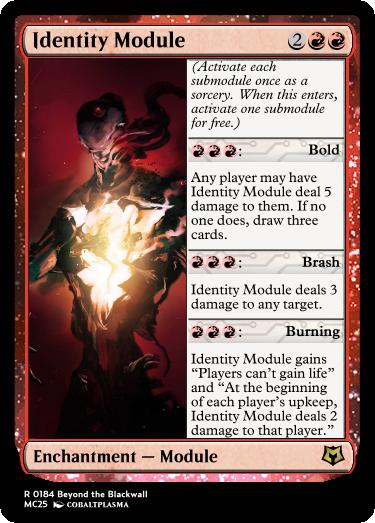 Identity Module 2
(Activate each
submodule once as a
sorcery. When this enters,
activate one submodule
for free.)
: Bold
Any player may have
Identity Module deal 5
damage to them. If no
one does, draw three
cards.
: Brash
Identity Module deals 3
damage to any target.
: Burning
Identity Module gains
“Players can’t gain life”
and “At the beginning
of each player’s upkeep,
Identity Module deals 2
damage to that player.”
Enchantment — Module
R 0184 Beyond the Blackwall
MC25 COBALTPLASMA